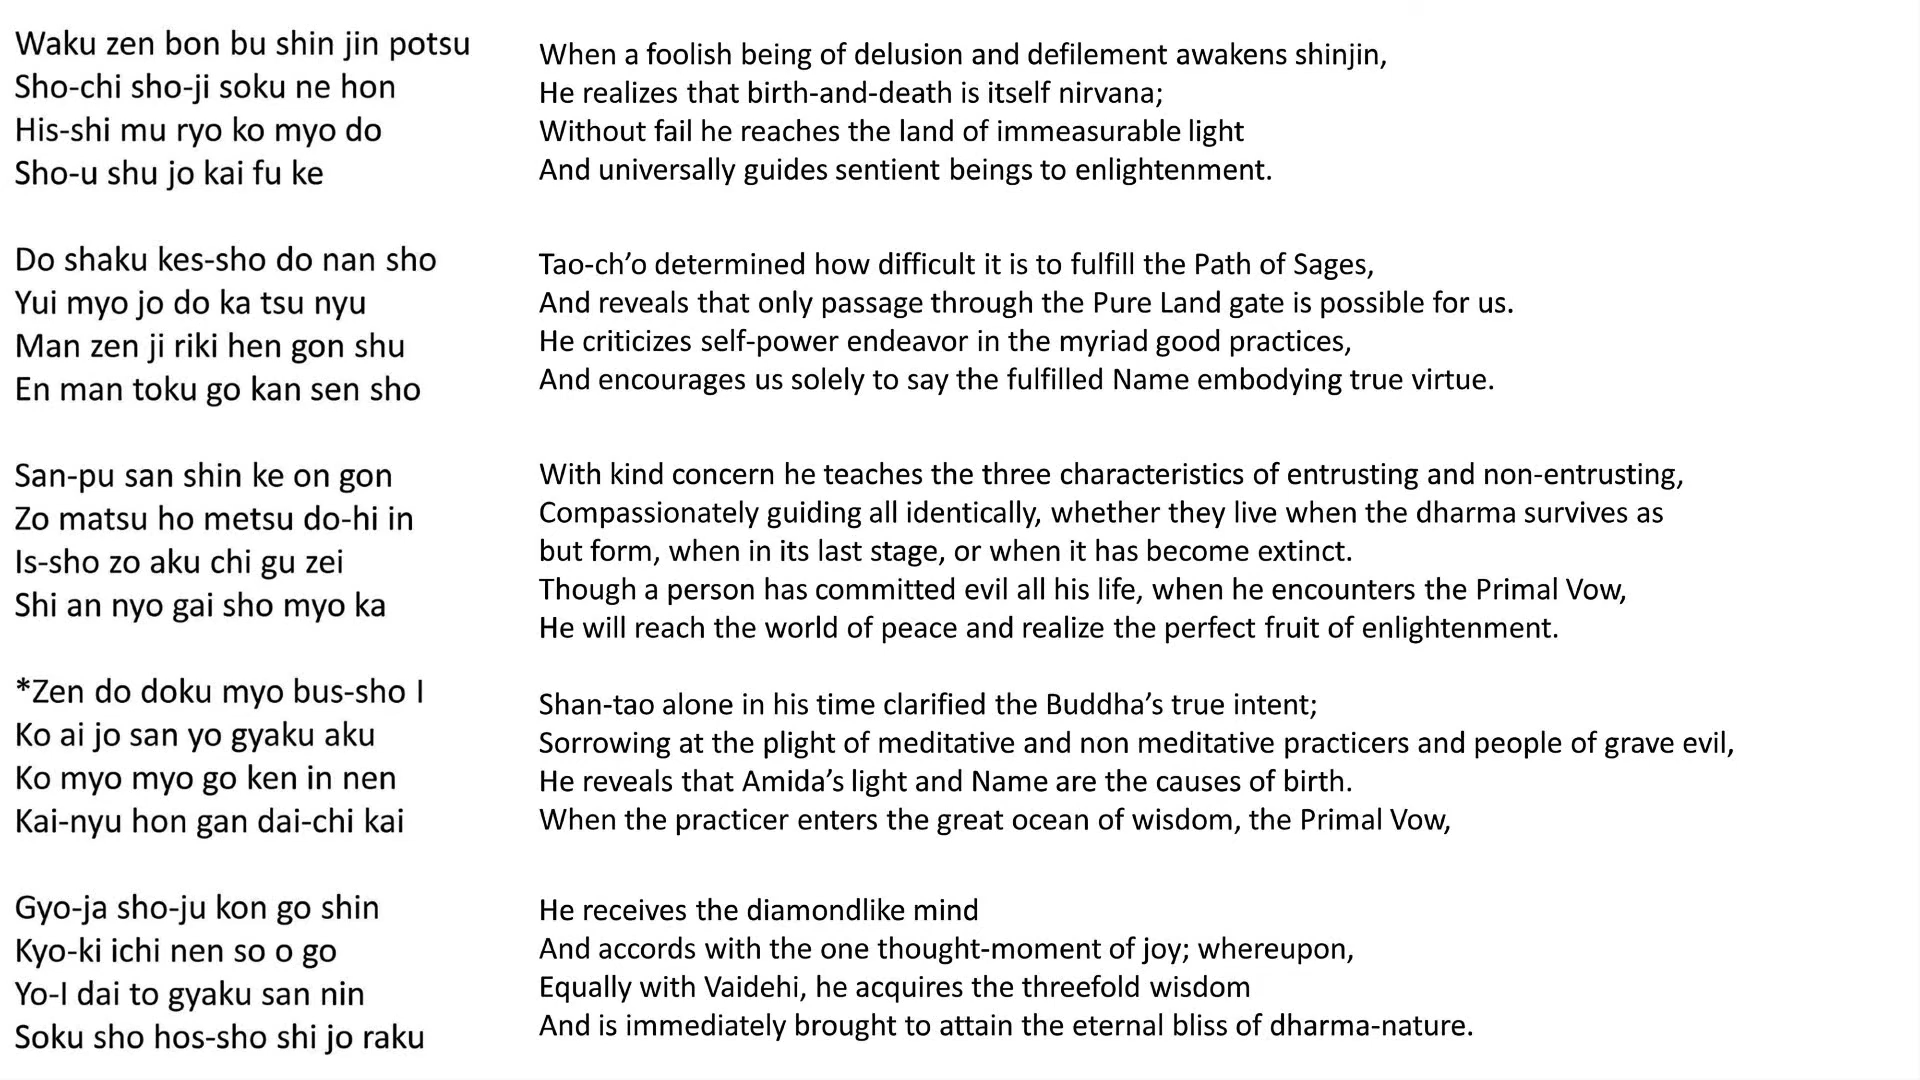 Waku zen bon bu shin jin potsu
Sho-chi sho-ji soku ne hon
His-shi mu ryo ko myo do
Sho-u shu jo kai fu ke
When a foolish being of delusion and defilement awakens shinjin,
He realizes that birth-and-death is itself nirvana;
Without fail he reaches the land of immeasurable light
And universally guides sentient beings to enlightenment.
Do shaku kes-sho do nan sho
Yui myo jo do ka tsu nyu
Man zen ji riki hen gon shu
En man toku go kan sen sho
Tao-ch’o determined how difficult it is to fulfill the Path of Sages,
And reveals that only passage through the Pure Land gate is possible for us.
He criticizes self-power endeavor in the myriad good practices,
And encourages us solely to say the fulfilled Name embodying true virtue.
San-pu san shin ke on gon
Zo matsu ho metsu do-hi in
Is-sho zo aku chi gu zei
Shi an nyo gai sho myo ka
With kind concern he teaches the three characteristics of entrusting and non-entrusting,
Compassionately guiding all identically, whether they live when the dharma survives as
but form, when in its last stage, or when it has become extinct.
Though a person has committed evil all his life, when he encounters the Primal Vow,
He will reach the world of peace and realize the perfect fruit of enlightenment.
*Zen do doku myo bus-sho I
Ko ai jo san yo gyaku aku
Ko myo myo go ken in nen
Kai-nyu hon gan dai-chi kai
Shan-tao alone in his time clarified the Buddha’s true intent;
Sorrowing at the plight of meditative and non meditative practicers and people of grave evil,
He reveals that Amida’s light and Name are the causes of birth.
When the practicer enters the great ocean of wisdom, the Primal Vow,
Gyo-ja sho-ju kon go shin
Kyo-ki ichi nen so o go
Yo-I dai to gyaku san nin
Soku sho hos-sho shi jo raku
He receives the diamondlike mind
And accords with the one thought-moment of joy; whereupon,
Equally with Vaidehi, he acquires the threefold wisdom
And is immediately brought to attain the eternal bliss of dharma-nature.